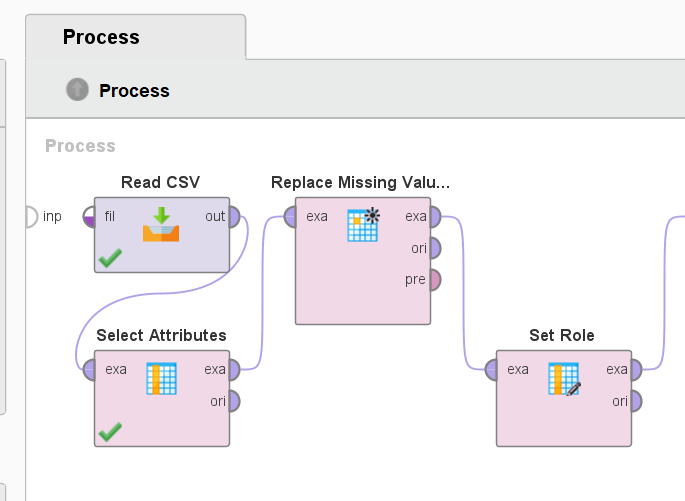 Process
Process
Process
Read CSV
inp
fil
out
Replace Missing Valu...
exa
exa
ori
pre
Select Attributes
exa
exa
ori
Set Role
exa
exa
ori